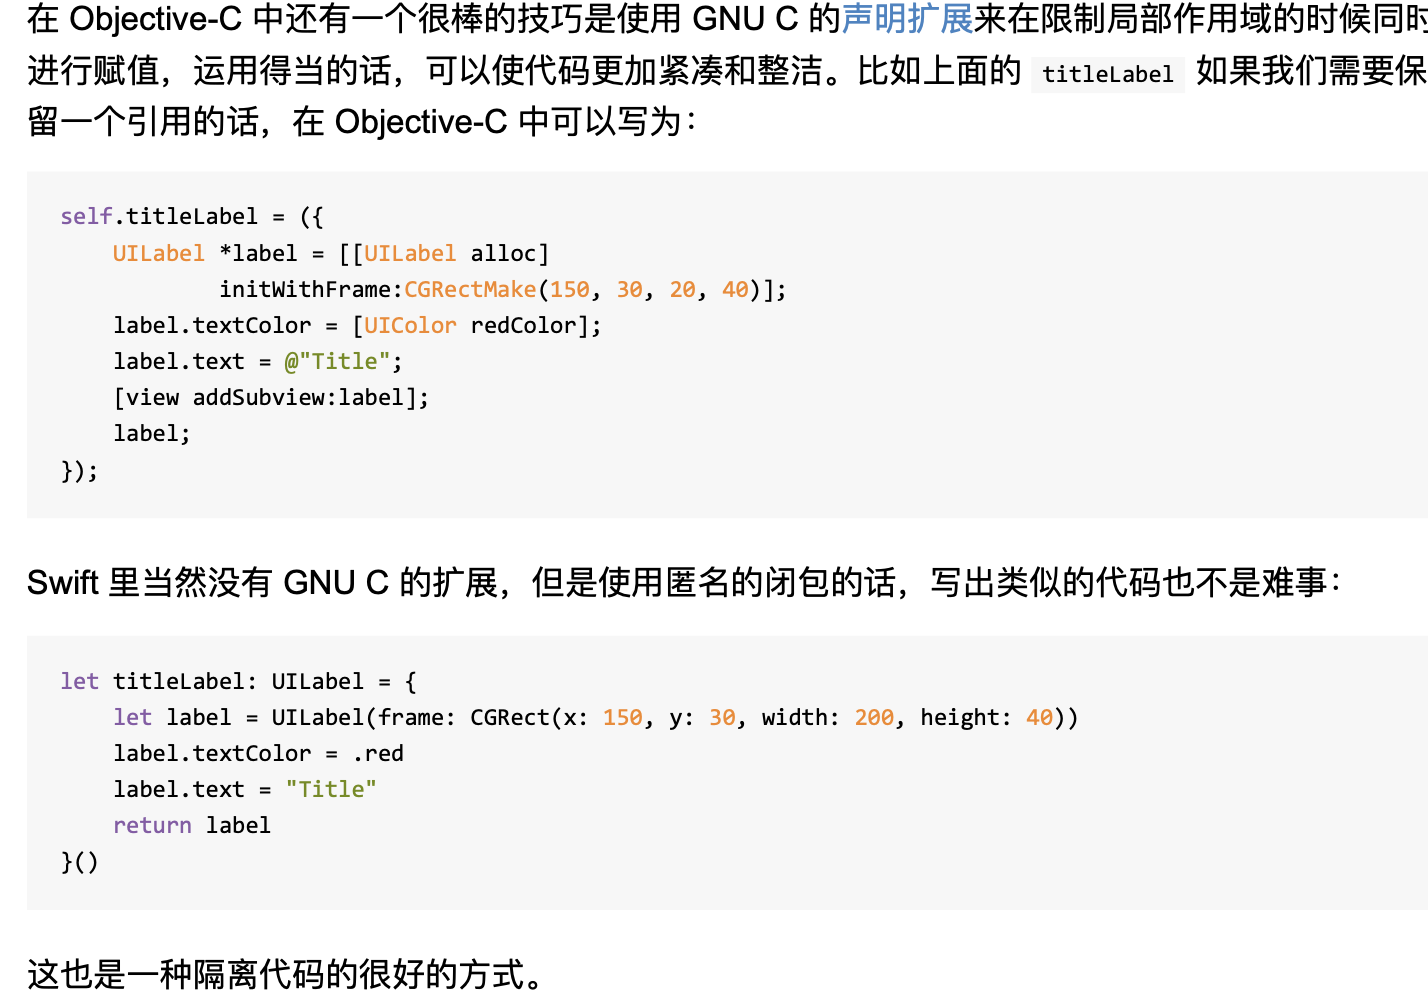 在 Objective-C 中还有一个很棒的技巧是使用 GNU C 的声明扩展来在限制局部作用域的时候同时
进行赋值，运用得当的话，可以使代码更加紧凑和整洁。比如上面的 titleLabel 如果我们需要保
留一个引用的话，在 Objective-C 中可以写为：
self.titleLabel = ({
    UILabel *label = [[UILabel alloc]
            initWithFrame:CGRectMake(150, 30, 20, 40)];
    label.textColor = [UIColor redColor];
    label.text = @"Title";
    [view addSubview:label];
    label;
});
Swift 里当然没有 GNU C 的扩展，但是使用匿名的闭包的话，写出类似的代码也不是难事：
let titleLabel: UILabel = {
    let label = UILabel(frame: CGRect(x: 150, y: 30, width: 200, height: 40))
    label.textColor = .red
    label.text = "Title"
    return label
}()
这也是一种隔离代码的很好的方式。